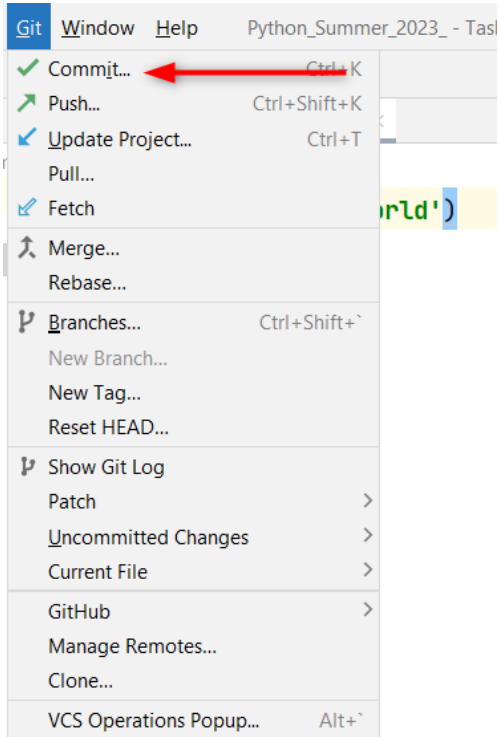 Git Window Help Python_Summer_2023_ - Tas
Commit... Ctrl+K
Push... Ctrl+Shift+K
Update Project... Ctrl+T
Pull...
Fetch
rld')
Merge...
Rebase...
Branches... Ctrl+Shift+`
New Branch...
New Tag...
Reset HEAD...
Show Git Log
Patch
Uncommitted Changes
Current File
GitHub
Manage Remotes...
Clone...
VCS Operations Popup... Alt+`